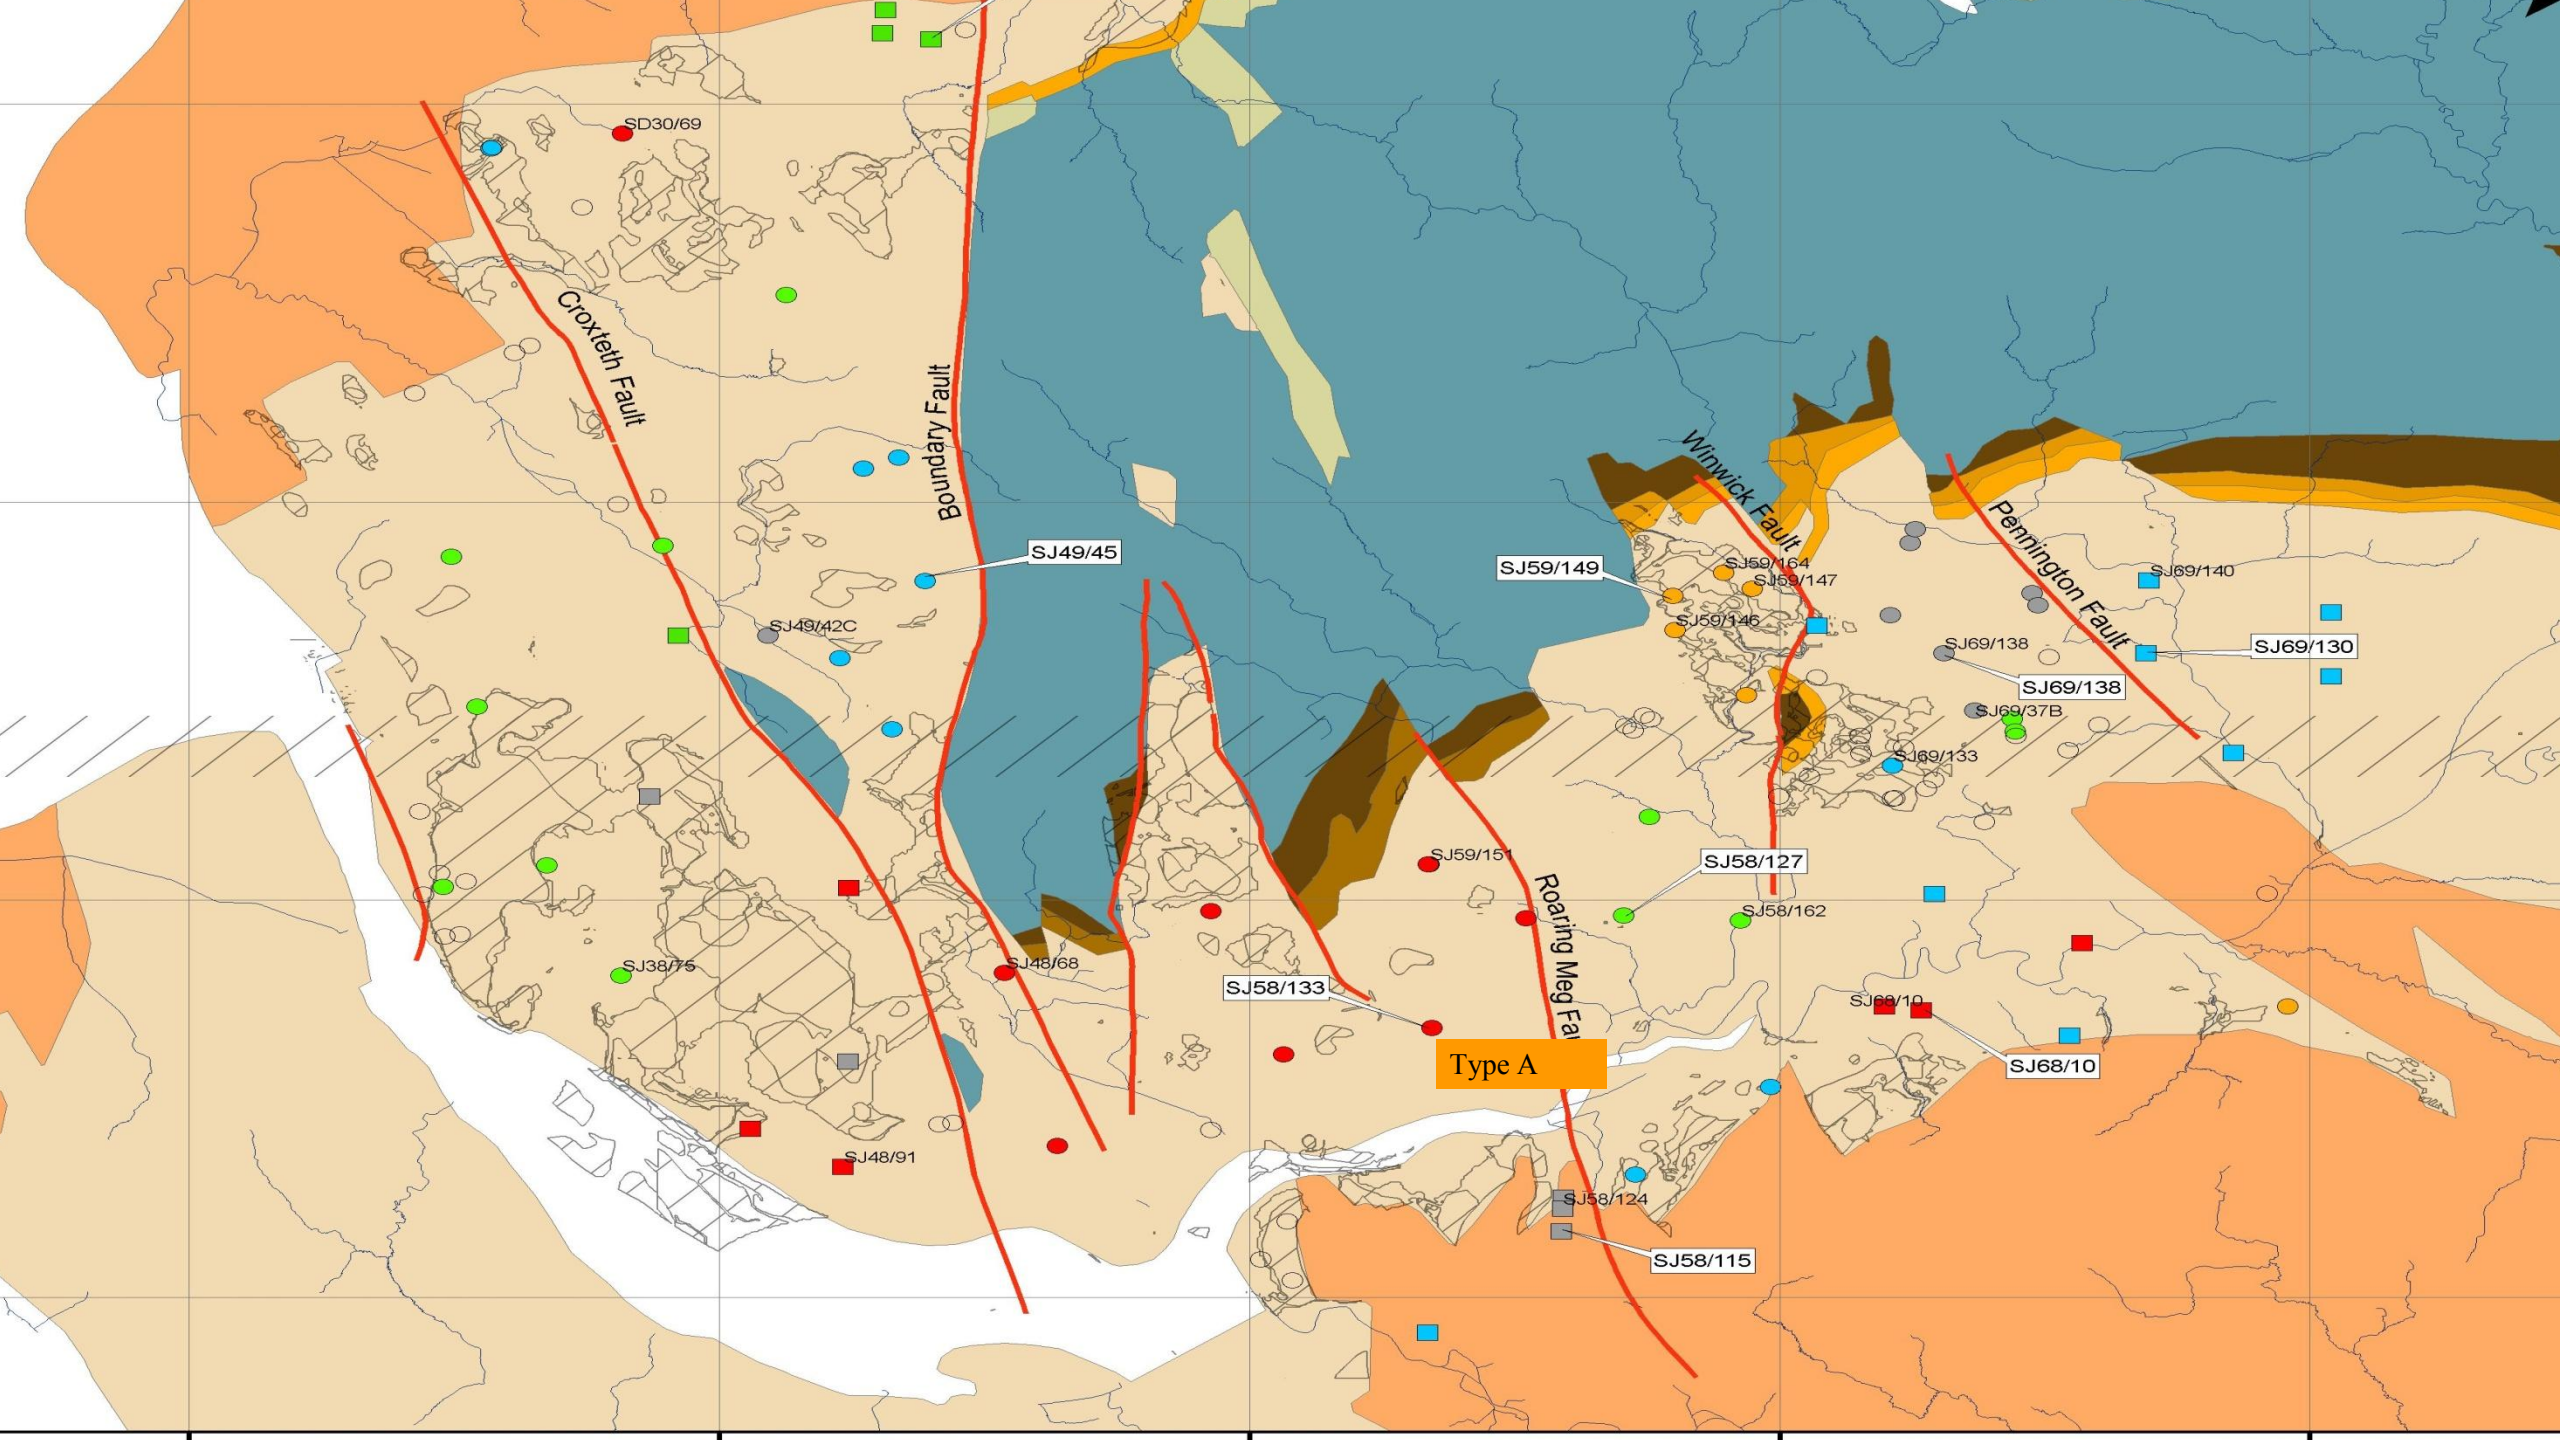 SD30/69
Croxteth Fault
Boundary Fault
Winwick Fault
Pennington Fault
SJ49/45
SJ59/149
SJ59/164
SJ59/147
SJ69/140
SJ59/146
SJ49/42C
SJ69/138
SJ69/130
SJ69/138
SJ69/37B
SJ69/133
SJ59/151
SJ58/127
Roaring Meg Fau
SJ58/162
SJ38/75
SJ48/68
SJ58/133
SJ68/10
Type A
SJ68/10
SJ48/91
SJ58/124
SJ58/115